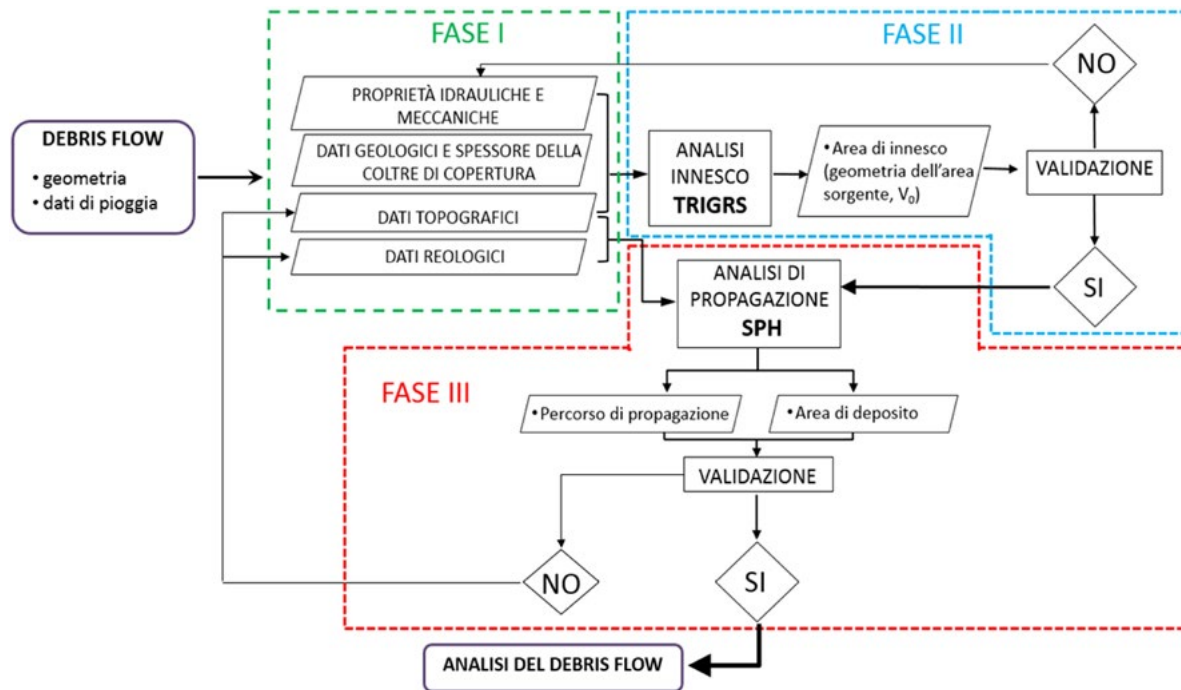 FASE I
FASE II
NO
PROPRIETÀ IDRAULICHE E
MECCANICHE
DEBRIS FLOW
• geometria
• dati di pioggia
DATI GEOLOGICI E SPESSORE DELLA
COLTRE DI COPERTURA
DATI TOPOGRAFICI
DATI REOLOGICI
ANALISI
INNESCO
TRIGRS
• Area di innesco
(geometria dell'area
sorgente, V₀)
VALIDAZIONE
SI
ANALISI DI
PROPAGAZIONE
SPH
FASE III
• Percorso di propagazione
• Area di deposito
VALIDAZIONE
NO
SI
ANALISI DEL DEBRIS FLOW